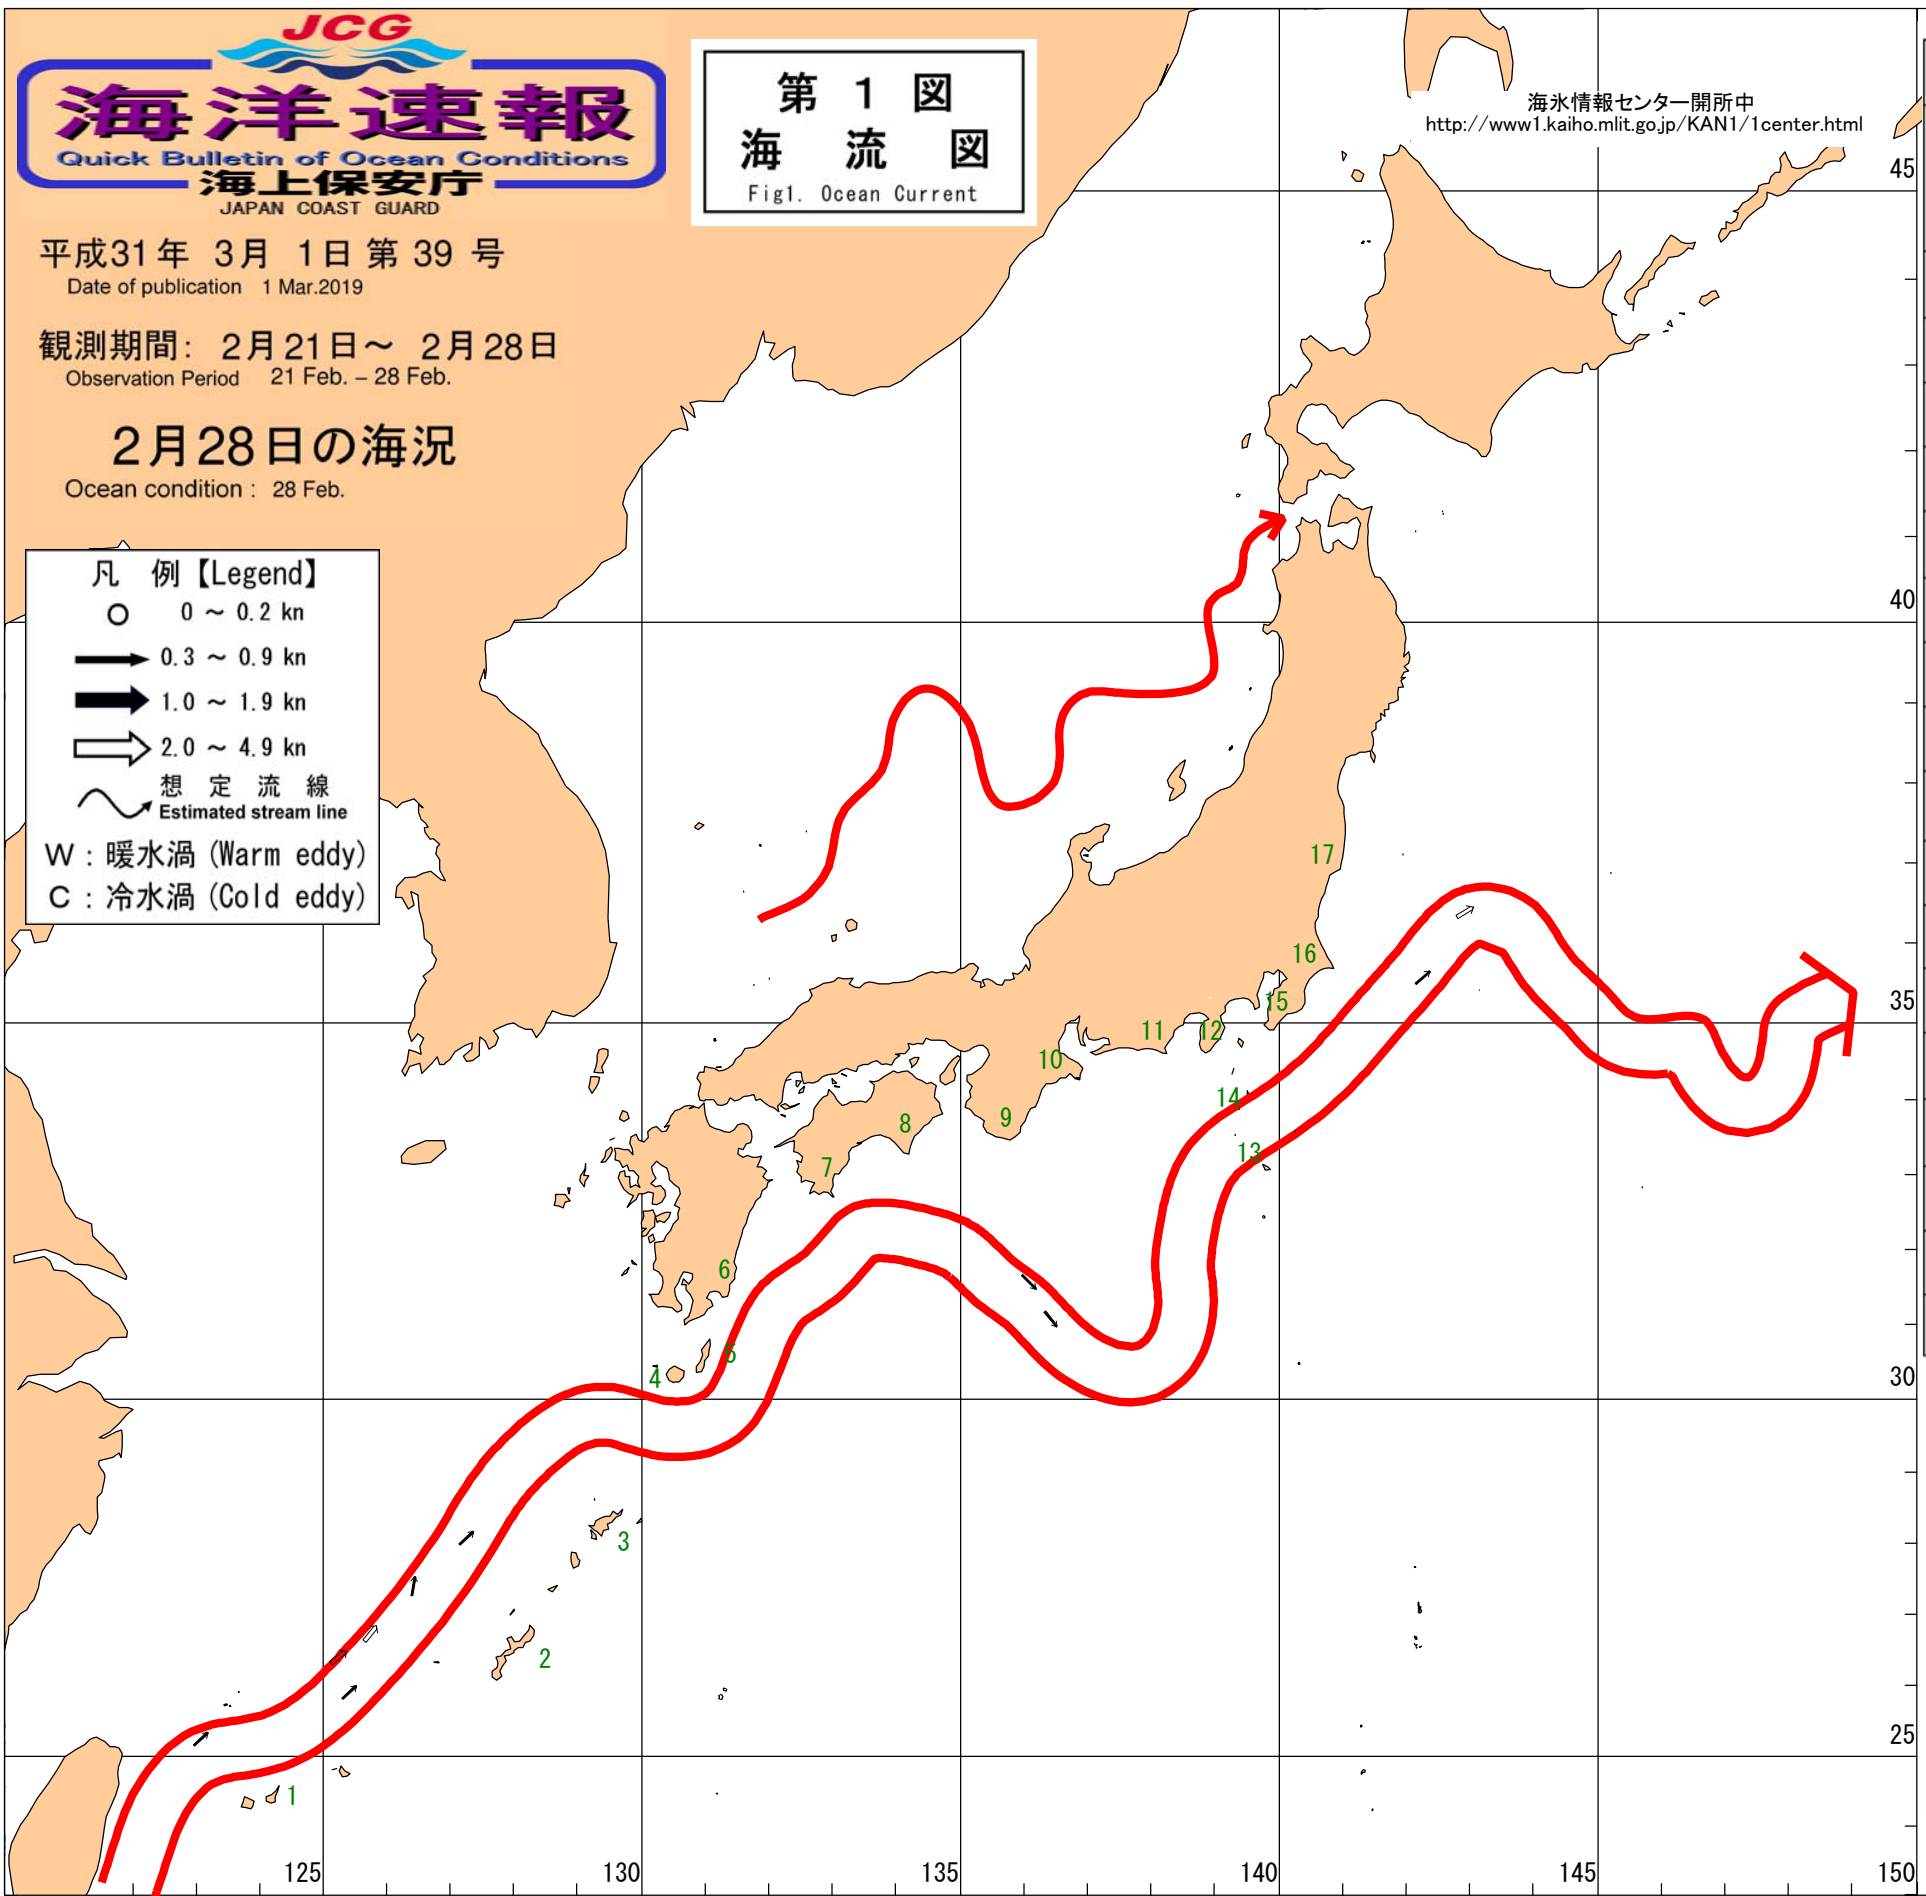 JCG
海洋速報
Quick Bulletin of Ocean Conditions
海上保安庁
JAPAN COAST GUARD
平成31年 3月 1日 第 39 号
Date of publication 1 Mar.2019
観測期間: 2月21日～ 2月28日
Observation Period 21 Feb. – 28 Feb.
2月28日の海況
Ocean condition : 28 Feb.
第 1 図
海 流 図
Fig1. Ocean Current
海氷情報センター開所中
http://www1.kaiho.mlit.go.jp/KAN1/1center.html
凡 例【Legend】
0 ～ 0.2 kn
0.3 ～ 0.9 kn
1.0 ～ 1.9 kn
2.0 ～ 4.9 kn
想 定 流 線
Estimated stream line
W : 暖水渦 (Warm eddy)
C : 冷水渦 (Cold eddy)
45
40
35
30
25
17
16
15
11
12
10
14
9
8
13
7
6
5
4
3
2
1
125
130
135
140
145
150